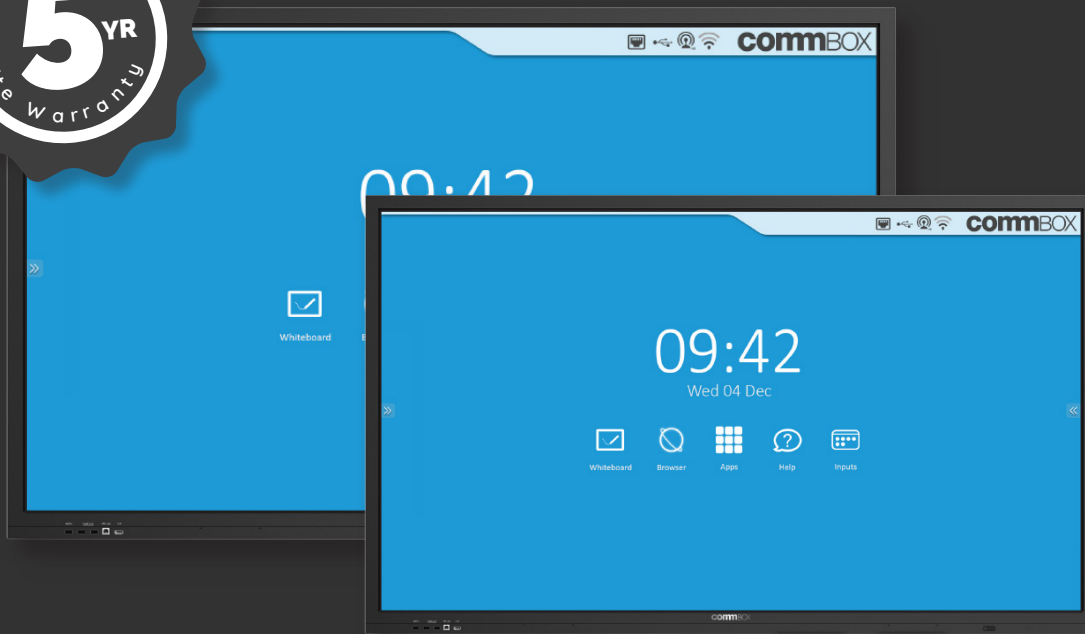 5 YR
Warranty
commBOX
09:42
Whiteboard
commBOX
09:42
Wed 04 Dec
Whiteboard Browser Apps Help Inputs
commBOX